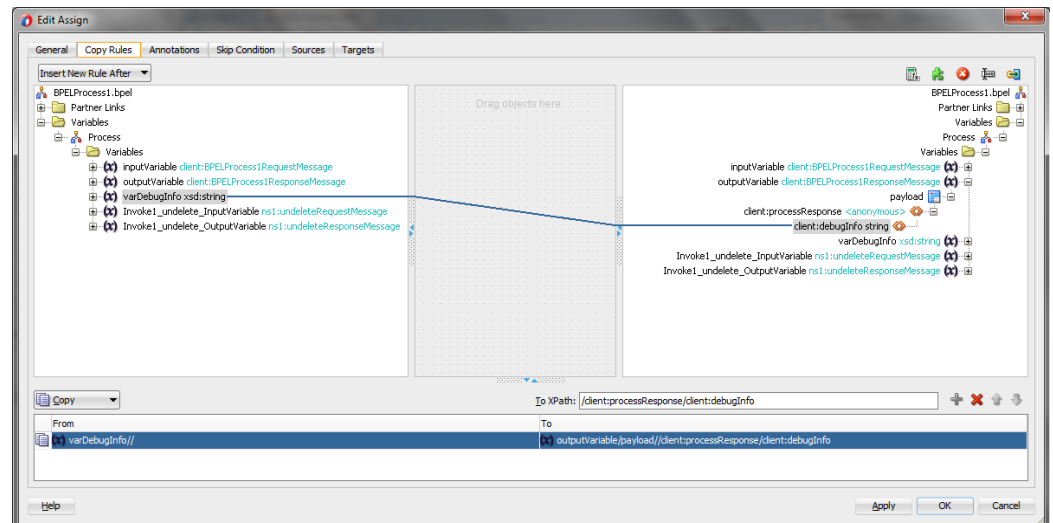 Edit Assign
General Copy Rules Annotations Skip Condition Sources Targets
Insert New Rule After
BPELProcess1.bpel
Partner Links
Variables
Process
Variables
inputVariable client:BPELProcess1RequestMessage
outputVariable client:BPELProcess1ResponseMessage
varDebugInfo xsd:string
Invoke1_undelete_InputVariable ns1:undeleteRequestMessage
Invoke1_undelete_OutputVariable ns1:undeleteResponseMessage
Drag objects here
BPELProcess1.bpel
Partner Links
Variables
Process
Variables
inputVariable client:BPELProcess1RequestMessage
outputVariable client:BPELProcess1ResponseMessage
payload
client:processResponse <anonymous>
client:debugInfo string
varDebugInfo xsd:string
Invoke1_undelete_InputVariable ns1:undeleteRequestMessage
Invoke1_undelete_OutputVariable ns1:undeleteResponseMessage
Copy To XPath: /client:processResponse/client:debugInfo
From To
(x) varDebugInfo// (x) outputVariable/payload//client:processResponse/client:debugInfo
Help Apply OK Cancel